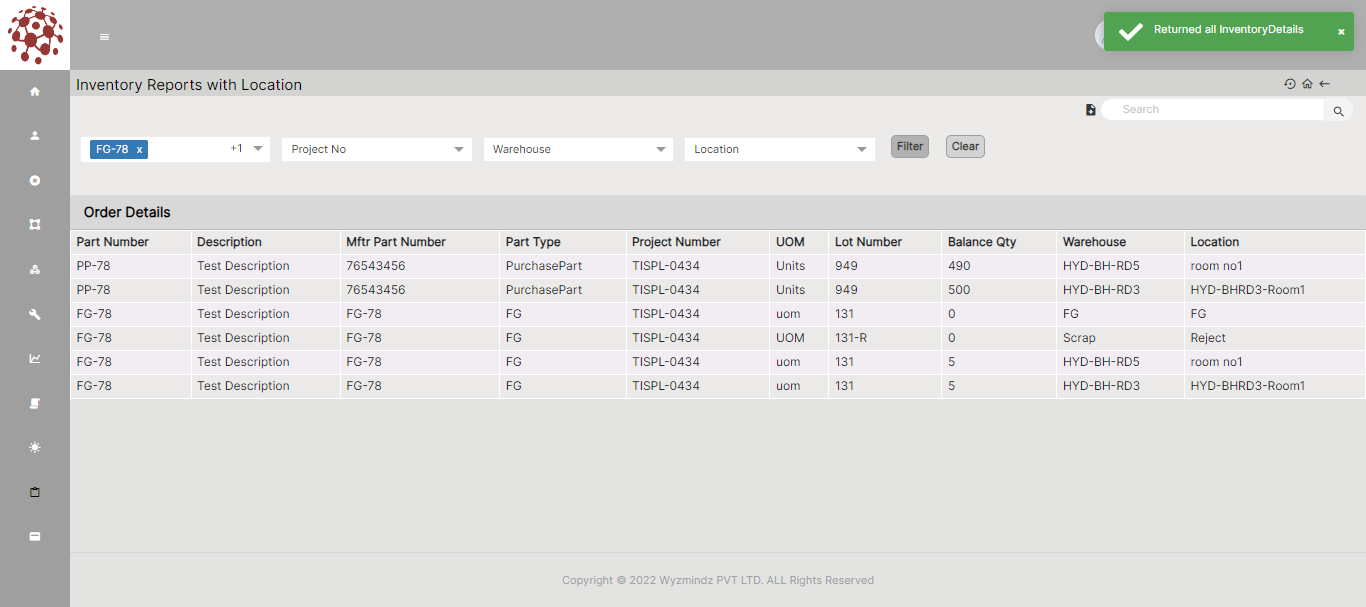 Returned all InventoryDetails ×
Inventory Reports with Location
Search
FG-78 x +1 Project No Warehouse Location Filter Clear
Order Details
Part Number Description Mftr Part Number Part Type Project Number UOM Lot Number Balance Qty Warehouse Location
PP-78 Test Description 76543456 PurchasePart TISPL-0434 Units 949 490 HYD-BH-RD5 room no1
PP-78 Test Description 76543456 PurchasePart TISPL-0434 Units 949 500 HYD-BH-RD3 HYD-BHRD3-Room1
FG-78 Test Description FG-78 FG TISPL-0434 uom 131 0 FG FG
FG-78 Test Description FG-78 FG TISPL-0434 UOM 131-R 0 Scrap Reject
FG-78 Test Description FG-78 FG TISPL-0434 uom 131 5 HYD-BH-RD5 room no1
FG-78 Test Description FG-78 FG TISPL-0434 uom 131 5 HYD-BH-RD3 HYD-BHRD3-Room1
Copyright © 2022 Wyzmindz PVT LTD. ALL Rights Reserved